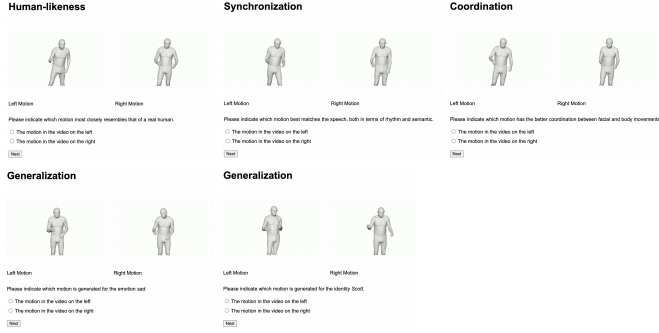 Human-likeness
Left Motion Right Motion
Please indicate which motion most closely resembles that of a real human.
The motion in the video on the left
The motion in the video on the right
Next
Synchronization
Left Motion Right Motion
Please indicate which motion best matches the speech, both in terms of rhythm and semantic.
The motion in the video on the left
The motion in the video on the right
Next
Coordination
Left Motion Right Motion
Please indicate which motion has the better coordination between facial and body movements
The motion in the video on the left
The motion in the video on the right
Next
Generalization
Left Motion Right Motion
Please indicate which motion is generated for the emotion sad.
The motion in the video on the left
The motion in the video on the right
Next
Generalization
Left Motion Right Motion
Please indicate which motion is generated for the identity Scott.
The motion in the video on the left
The motion in the video on the right
Next